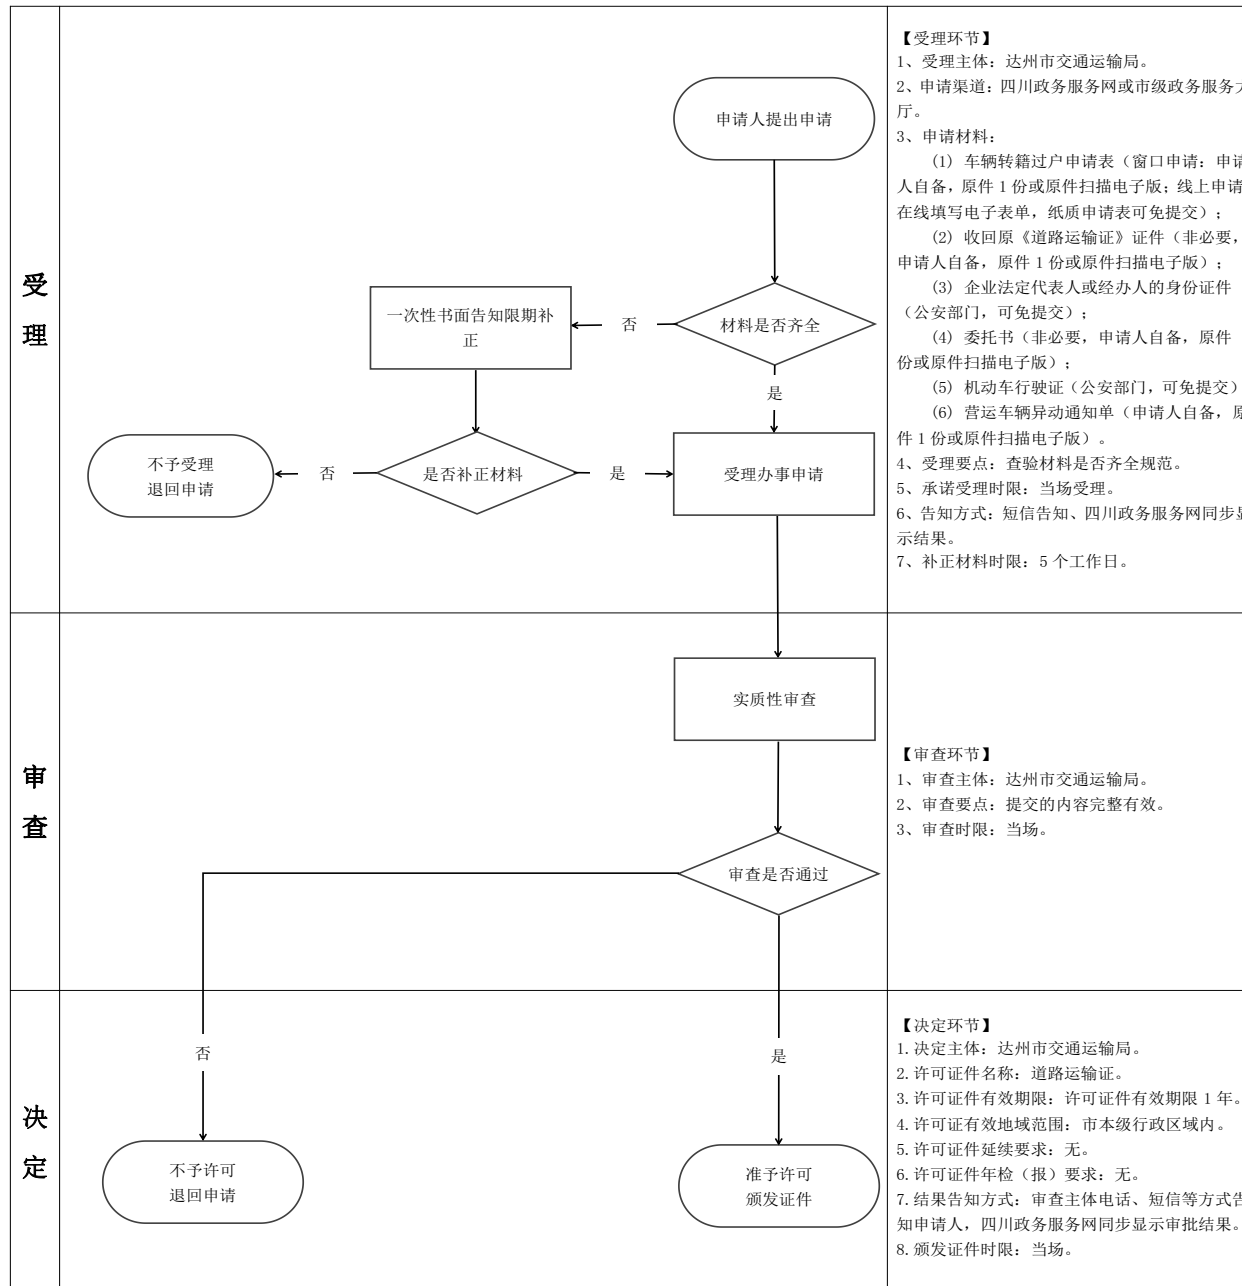 受
理
申请人提出申请
材料是否齐全
否
一次性书面告知限期补
正
是
是否补正材料
否
不予受理
退回申请
是
受理办事申请
【受理环节】
1、受理主体：达州市交通运输局。
2、申请渠道：四川政务服务网或市级政务服务大
厅。
3、申请材料：
(1) 车辆转籍过户申请表（窗口申请：申请
人自备，原件 1 份或原件扫描电子版；线上申请
在线填写电子表单，纸质申请表可免提交）；
(2) 收回原《道路运输证》证件（非必要，
申请人自备，原件 1 份或原件扫描电子版）；
(3) 企业法定代表人或经办人的身份证件
（公安部门，可免提交）；
(4) 委托书（非必要，申请人自备，原件
份或原件扫描电子版）；
(5) 机动车行驶证（公安部门，可免提交）
(6) 营运车辆异动通知单（申请人自备，原
件 1 份或原件扫描电子版）。
4、受理要点：查验材料是否齐全规范。
5、承诺受理时限：当场受理。
6、告知方式：短信告知、四川政务服务网同步显
示结果。
7、补正材料时限：5 个工作日。
审
查
实质性审查
审查是否通过
【审查环节】
1、审查主体：达州市交通运输局。
2、审查要点：提交的内容完整有效。
3、审查时限：当场。
决
定
否
是
不予许可
退回申请
准予许可
颁发证件
【决定环节】
1.决定主体：达州市交通运输局。
2.许可证件名称：道路运输证。
3.许可证件有效期限：许可证件有效期限 1 年。
4.许可证有效地域范围：市本级行政区域内。
5.许可证件延续要求：无。
6.许可证件年检（报）要求：无。
7.结果告知方式：审查主体电话、短信等方式告
知申请人，四川政务服务网同步显示审批结果。
8.颁发证件时限：当场。